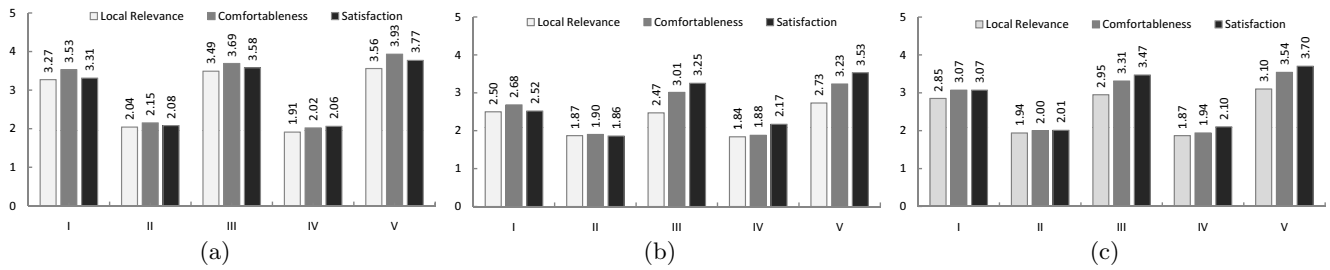 5
4
3
2
1
0
Local Relevance Comfortableness Satisfaction
3.27 3.53 3.31
2.04 2.15 2.08
3.49 3.69 3.58
1.91 2.02 2.06
3.56 3.93 3.77
I II III IV V
(a)
5
4
3
2
1
0
Local Relevance Comfortableness Satisfaction
2.50 2.68 2.52
1.87 1.90 1.86
2.47 3.01 3.25
1.84 1.88 2.17
2.73 3.23 3.53
I II III IV V
(b)
5
4
3
2
1
0
Local Relevance Comfortableness Satisfaction
2.85 3.07 3.07
1.94 2.00 2.01
2.95 3.31 3.47
1.87 1.94 2.10
3.10 3.54 3.70
I II III IV V
(c)